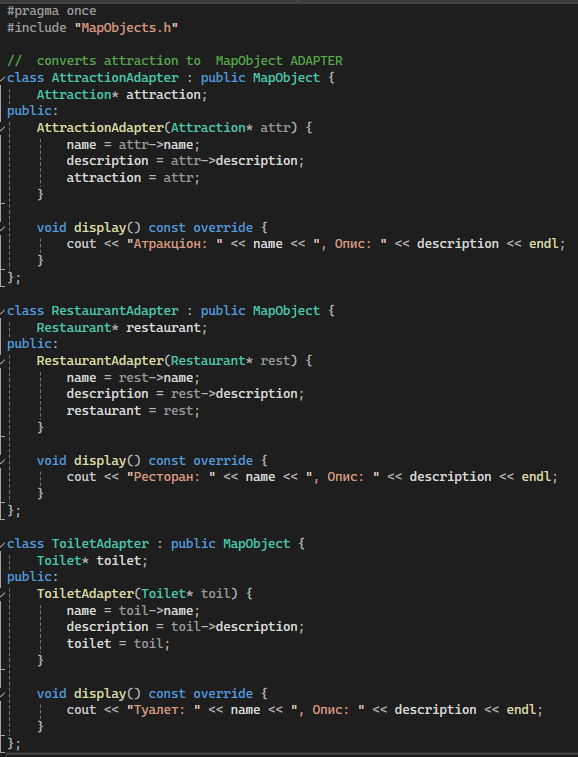 #pragma once
#include "MapObjects.h"
//  converts attraction to  MapObject ADAPTER
class AttractionAdapter : public MapObject {
    Attraction* attraction;
public:
    AttractionAdapter(Attraction* attr) {
        name = attr->name;
        description = attr->description;
        attraction = attr;
    }
    void display() const override {
        cout << "Атракціон: " << name << ", Опис: " << description << endl;
    }
};
class RestaurantAdapter : public MapObject {
    Restaurant* restaurant;
public:
    RestaurantAdapter(Restaurant* rest) {
        name = rest->name;
        description = rest->description;
        restaurant = rest;
    }
    void display() const override {
        cout << "Ресторан: " << name << ", Опис: " << description << endl;
    }
};
class ToiletAdapter : public MapObject {
    Toilet* toilet;
public:
    ToiletAdapter(Toilet* toil) {
        name = toil->name;
        description = toil->description;
        toilet = toil;
    }
    void display() const override {
        cout << "Туалет: " << name << ", Опис: " << description << endl;
    }
};